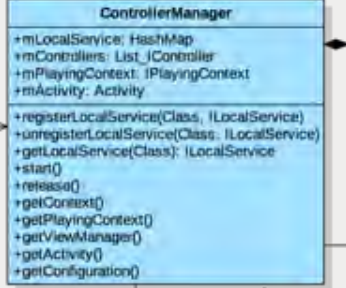 ControllerManager
+mLocalService: HashMap
+mControllers: List_IController
+mPlayingContext: IPlayingContext
+mActivity: Activity
+registerLocalService(Class, ILocalService)
+unregisterLocalService(Class, ILocalService)
+getLocalService(Class): ILocalService
+start()
+release()
+getContext()
+getPlayingContext()
+getViewManager()
+getActivity()
+getConfiguration()